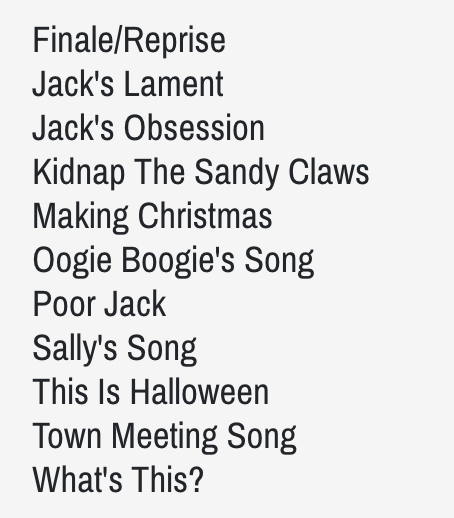 Finale/Reprise
Jack's Lament
Jack's Obsession
Kidnap The Sandy Claws
Making Christmas
Oogie Boogie's Song
Poor Jack
Sally's Song
This Is Halloween
Town Meeting Song
What's This?